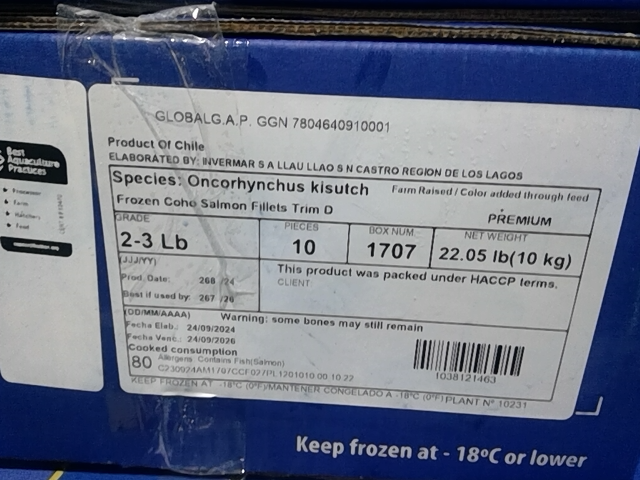 GLOBALG.A.P. GGN 7804640910001
Product Of Chile
ELABORATED BY: INVERMAR S A LLAU LLAO S N CASTRO REGION DE LOS LAGOS
Species: Oncorhynchus kisutch Farm Raised / Color added through feed
Frozen Coho Salmon Fillets Trim D PREMIUM
GRADE PIECES BOX NUM. NET WEIGHT
2-3 Lb 10 1707 22.05 lb(10 kg)
(JJJ/YY) This product was packed under HACCP terms.
Prod. Date: 268 /24 CLIENT
Best if used by: 267 /26
(DD/MM/AAAA) Warning: some bones may still remain
Fecha Elab.: 24/09/2024
Fecha Venc.: 24/09/2026
Cooked consumption
80 Allergens: Contains Fish(Salmon)
1038121463
KEEP FROZEN AT -18°C (0°F)/MANTENER CONGELADO A -18°C (0°F) PLANT N° 10231
Keep frozen at - 18ºC or lower
Best
Aquaculture
Practices
Processor
Farm
Hatchery
Feed